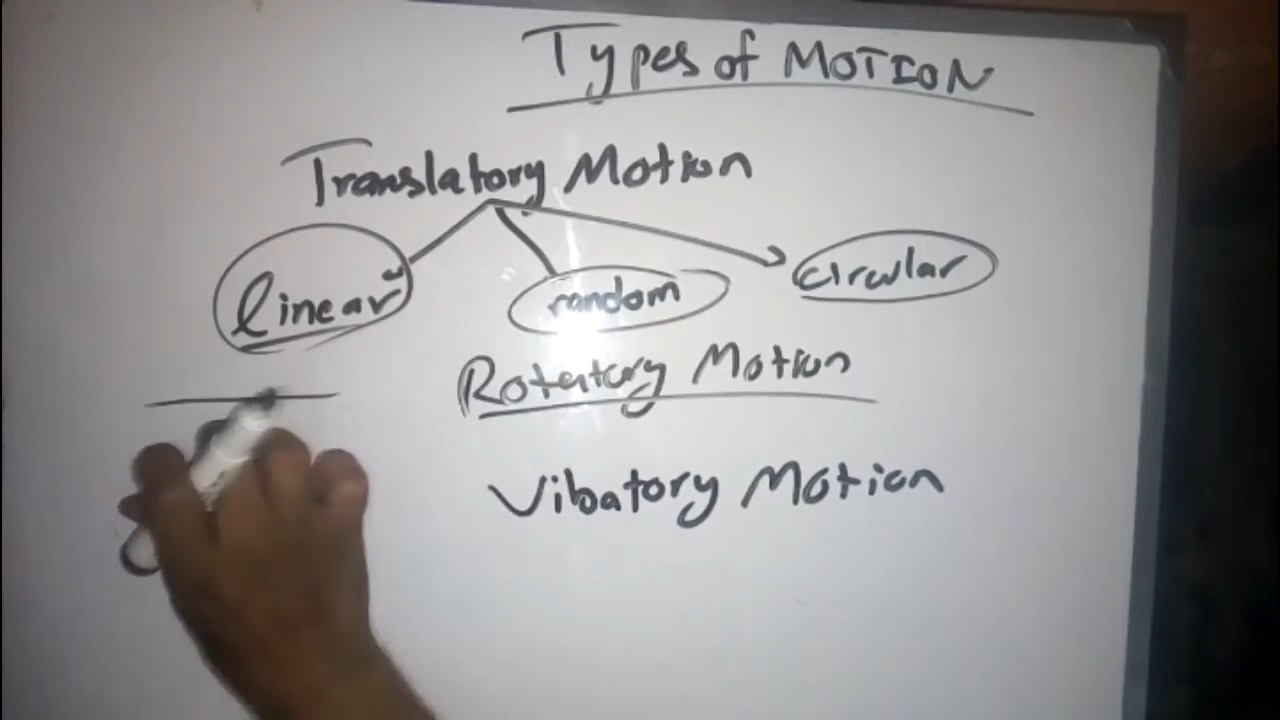 Types of MOTION
Translatory Motion
linear random circular
Rotatory Motion
Vibatory Motion